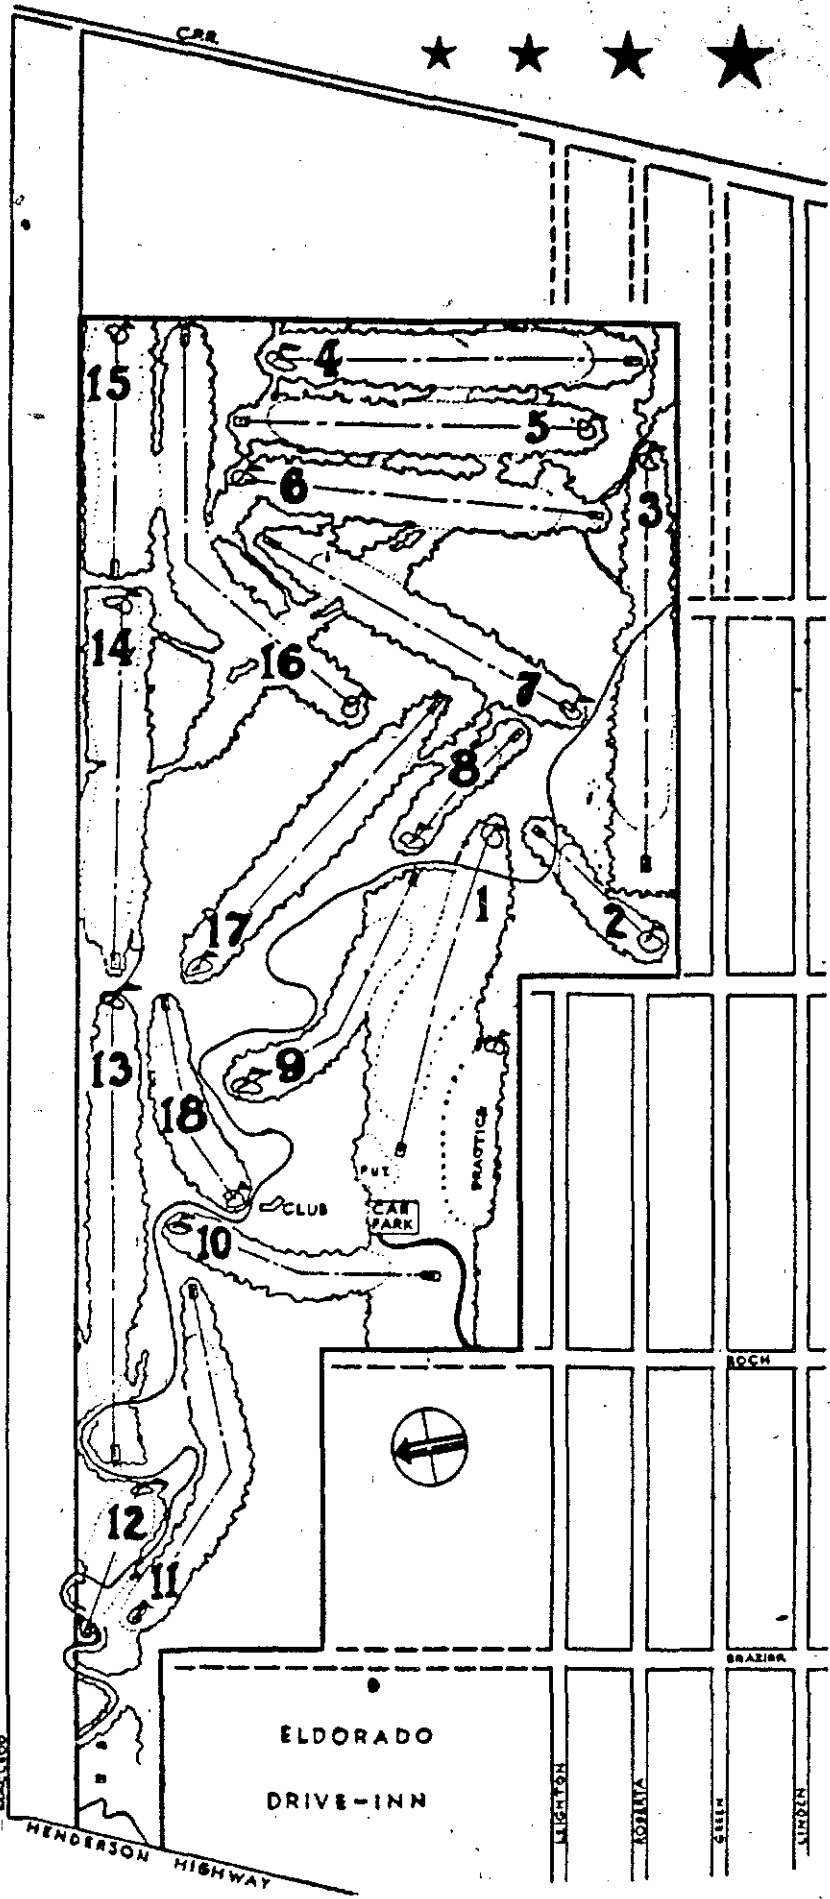 C.P.R.
4
15
5
6
3
14
16
7
8
1
17
2
9
13
18
PRACTICE
PUT
CLUB
CAR
PARK
10
ROCH
12
11
BRAZIER
ELDORADO
DRIVE-INN
LEIGHTON
ROBERTA
GREEN
LINDEN
HENDERSON HIGHWAY